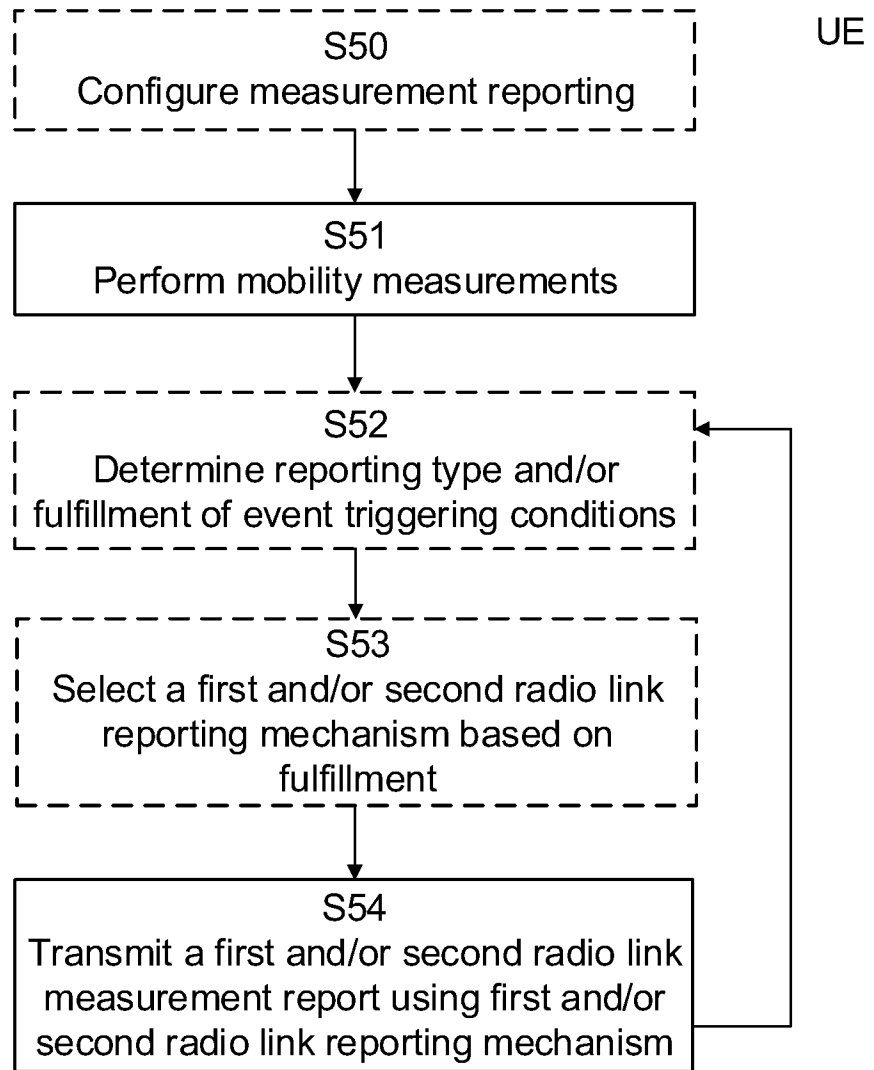 UE
S50
Configure measurement reporting
S51
Perform mobility measurements
S52
Determine reporting type and/or
fulfillment of event triggering conditions
S53
Select a first and/or second radio link
reporting mechanism based on
fulfillment
S54
Transmit a first and/or second radio link
measurement report using first and/or
second radio link reporting mechanism